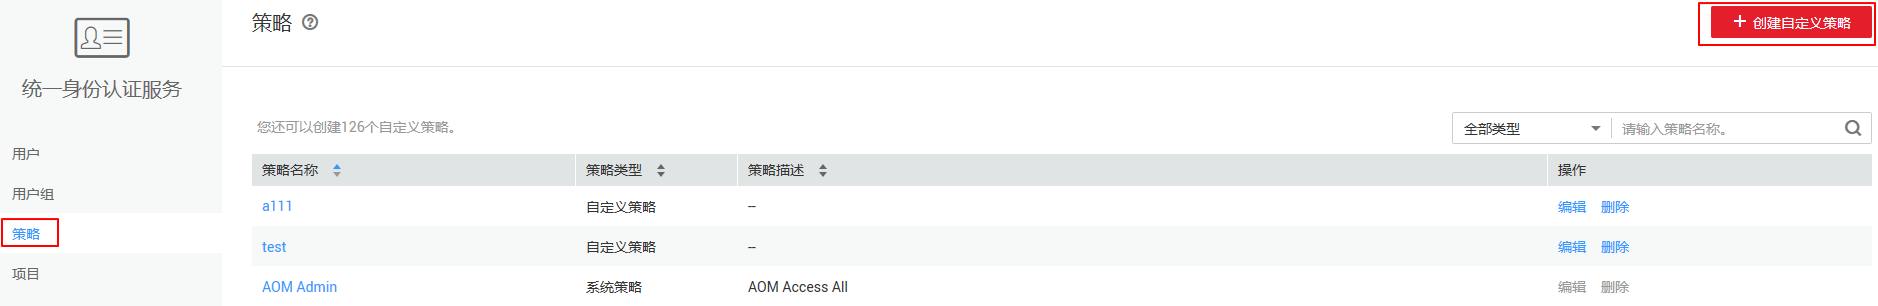 策略
创建自定义策略
统一身份认证服务
您还可以创建126个自定义策略。
全部类型 请输入策略名称。
用户
用户组
策略
项目
策略名称 策略类型 策略描述 操作
a111 自定义策略 -- 编辑 删除
test 自定义策略 -- 编辑 删除
AOM Admin 系统策略 AOM Access All 编辑 删除